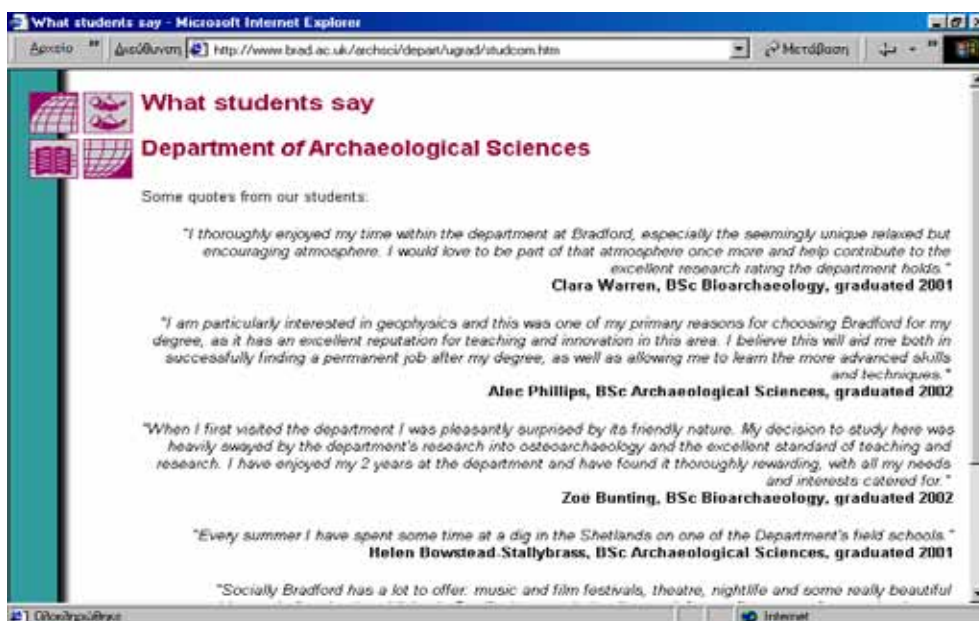 What students say - Microsoft Internet Explorer
Αρχείο " Διεύθυνση http://www.brad.ac.uk/archsci/depart/ugrad/studcom.htm Μετάβαση "
What students say
Department of Archaeological Sciences
Some quotes from our students:
"I thoroughly enjoyed my time within the department at Bradford, especially the seemingly unique relaxed but
encouraging atmosphere. I would love to be part of that atmosphere once more and help contribute to the
excellent research rating the department holds."
Clara Warren, BSc Bioarchaeology, graduated 2001
"I am particularly interested in geophysics and this was one of my primary reasons for choosing Bradford for my
degree, as it has an excellent reputation for teaching and innovation in this area. I believe this will aid me both in
successfully finding a permanent job after my degree, as well as allowing me to learn the more advanced skills
and techniques."
Alec Phillips, BSc Archaeological Sciences, graduated 2002
"When I first visited the department I was pleasantly surprised by its friendly nature. My decision to study here was
heavily swayed by the department's research into osteoarchaeology and the excellent standard of teaching and
research. I have enjoyed my 2 years at the department and have found it thoroughly rewarding, with all my needs
and interests catered for."
Zoë Bunting, BSc Bioarchaeology, graduated 2002
"Every summer I have spent some time at a dig in the Shetlands on one of the Department's field schools."
Helen Bowstead-Stallybrass, BSc Archaeological Sciences, graduated 2001
"Socially Bradford has a lot to offer: music and film festivals, theatre, nightlife and some really beautiful
Ολοκληρώθηκε Internet